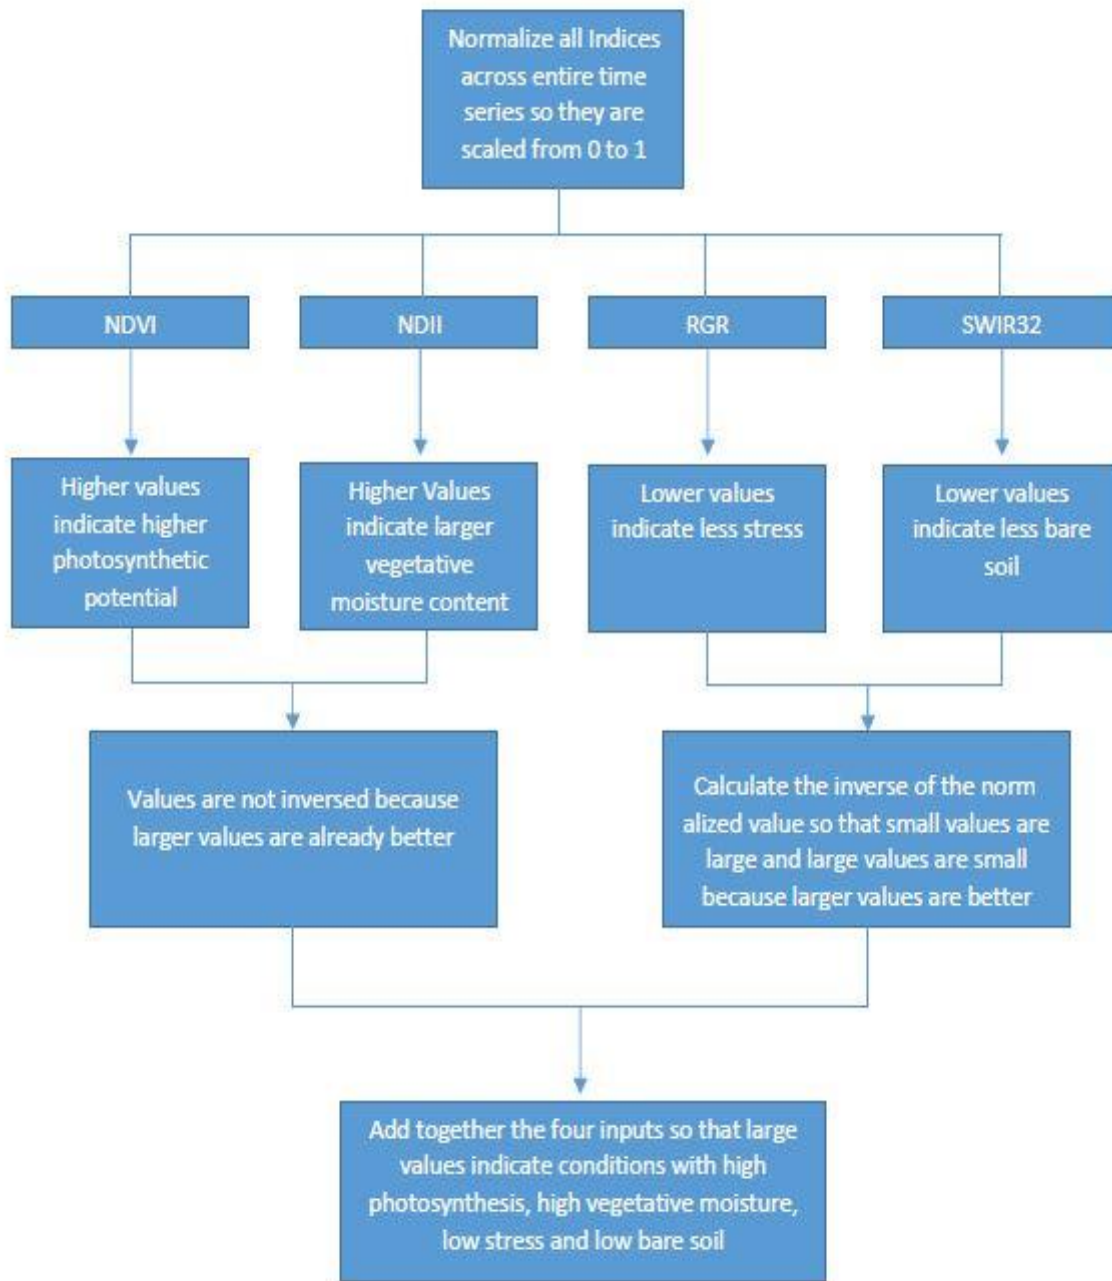 Normalize all Indices
across entire time
series so they are
scaled from 0 to 1
NDVI
NDII
RGR
SWIR32
Higher values
indicate higher
photosynthetic
potential
Higher Values
indicate larger
vegetative
moisture content
Lower values
indicate less stress
Lower values
indicate less bare
soil
Values are not inversed because
larger values are already better
Calculate the inverse of the norm
alized value so that small values are
large and large values are small
because larger values are better
Add together the four inputs so that large
values indicate conditions with high
photosynthesis, high vegetative moisture,
low stress and low bare soil